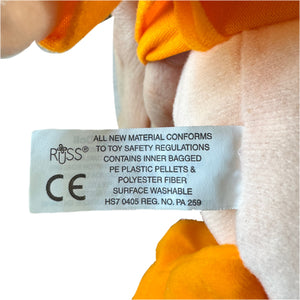 RUSS®
CE
ALL NEW MATERIAL CONFORMS
TO TOY SAFETY REGULATIONS
CONTAINS INNER BAGGED
PE PLASTIC PELLETS &
POLYESTER FIBER
SURFACE WASHABLE
HS7 0405 REG. NO. PA 259